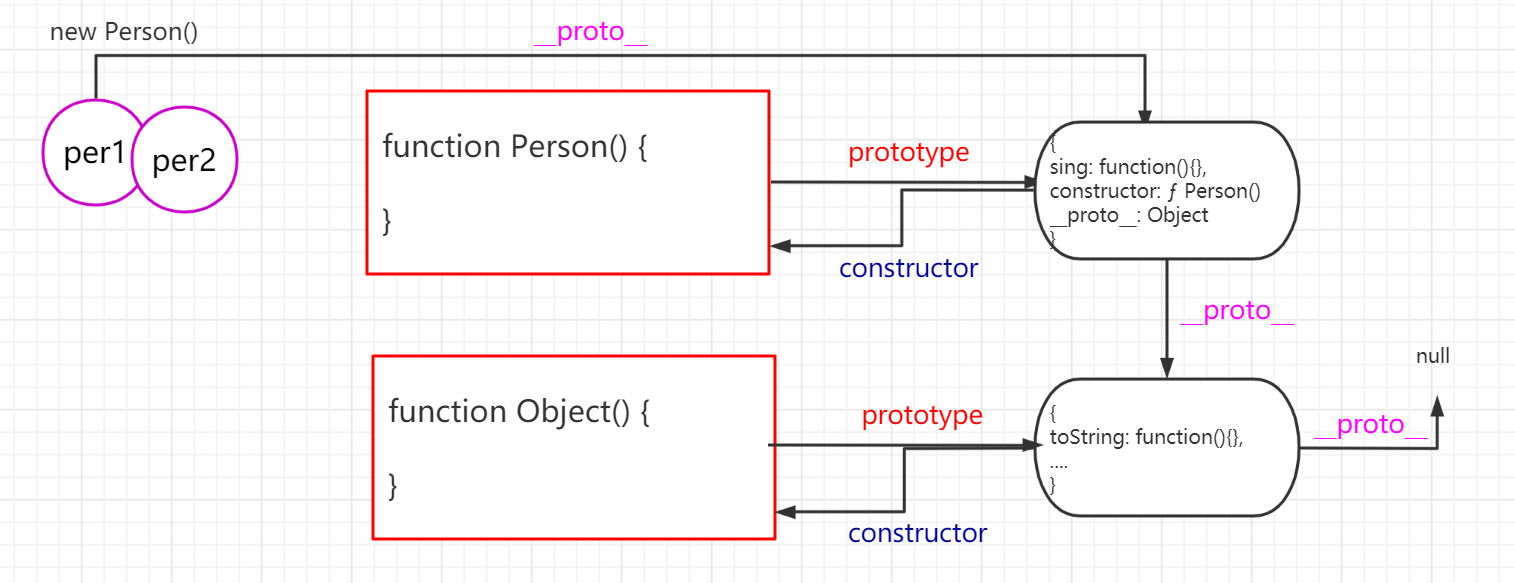 new Person()
__proto__
per1
per2
function Person() {
}
prototype
constructor
{
sing: function(){},
constructor: ƒ Person()
__proto__: Object
}
__proto__
function Object() {
}
prototype
constructor
{
toString: function(){},
....
}
__proto__
null